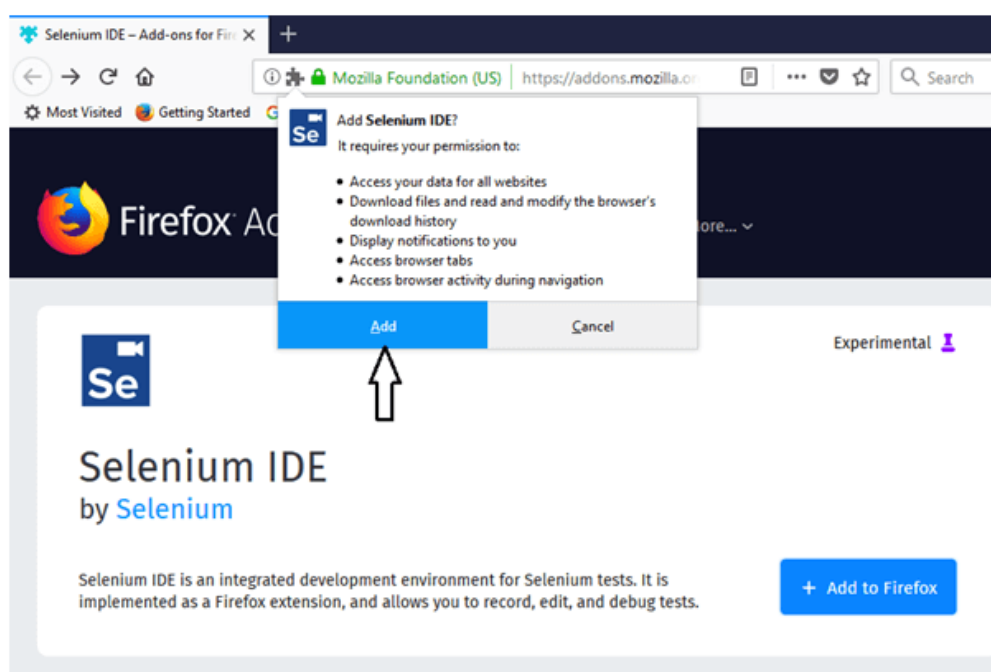 Selenium IDE – Add-ons for Fire
Mozilla Foundation (US) https://addons.mozilla.or
Search
Most Visited Getting Started
Se
Add Selenium IDE?
It requires your permission to:
Access your data for all websites
Download files and read and modify the browser's
download history
Display notifications to you
Access browser tabs
Access browser activity during navigation
Add Cancel
Firefox
ore...
Experimental
Se
Selenium IDE
by Selenium
Selenium IDE is an integrated development environment for Selenium tests. It is
implemented as a Firefox extension, and allows you to record, edit, and debug tests.
+ Add to Firefox